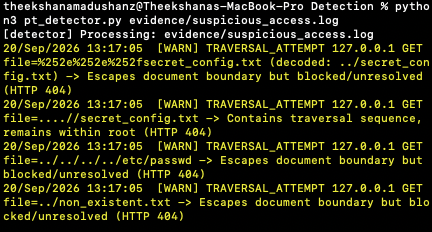 theekshanamadushanz@Theekshanas-MacBook-Pro Detection % pytho
n3 pt_detector.py evidence/suspicious_access.log
[detector] Processing: evidence/suspicious_access.log
20/Sep/2026 13:17:05  [WARN] TRAVERSAL_ATTEMPT 127.0.0.1 GET
file=%252e%252e%252fsecret_config.txt (decoded: ../secret_con
fig.txt) -> Escapes document boundary but blocked/unresolved
(HTTP 404)
20/Sep/2026 13:17:05  [WARN] TRAVERSAL_ATTEMPT 127.0.0.1 GET
file=....//secret_config.txt -> Contains traversal sequence,
remains within root (HTTP 404)
20/Sep/2026 13:17:05  [WARN] TRAVERSAL_ATTEMPT 127.0.0.1 GET
file=../../../../etc/passwd -> Escapes document boundary but
blocked/unresolved (HTTP 404)
20/Sep/2026 13:17:05  [WARN] TRAVERSAL_ATTEMPT 127.0.0.1 GET
file=../non_existent.txt -> Escapes document boundary but blo
cked/unresolved (HTTP 404)